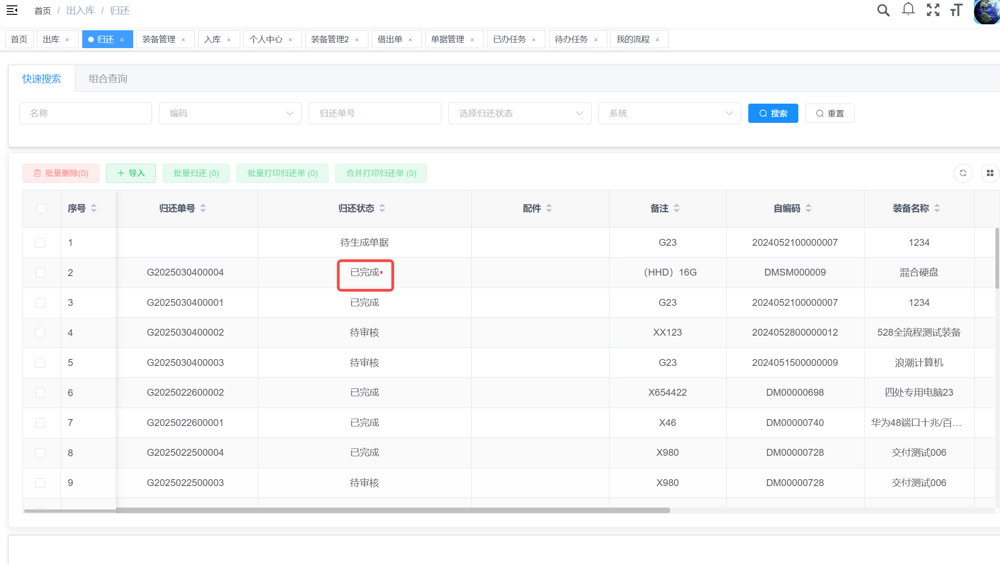 首页 / 出入库 / 归还
首页 出库 × 归还 × 装备管理 × 入库 × 个人中心 × 装备管理2 × 借出单 × 单据管理 × 已办任务 × 待办任务 × 我的流程 ×
快速搜索 组合查询
名称 编码 归还单号 选择归还状态 系统 搜索 重置
批量删除(0) 导入 批量归还 (0) 批量打印归还单 (0) 合并打印归还单 (0)
序号 归还单号 归还状态 配件 备注 自编码 装备名称
1 待生成单据 G23 2024052100000007 1234
2 G2025030400004 已完成 （HHD）16G DMSM000009 混合硬盘
3 G2025030400001 已完成 G23 2024052100000007 1234
4 G2025030400002 待审核 XX123 2024052800000012 528全流程测试装备
5 G2025030400003 待审核 G23 2024051500000009 浪潮计算机
6 G2025022600002 已完成 X654422 DM00000698 四处专用电脑23
7 G2025022600001 已完成 X46 DM00000740 华为48端口十兆/百...
8 G2025022500004 已完成 X980 DM00000728 交付测试006
9 G2025022500003 待审核 X980 DM00000728 交付测试006